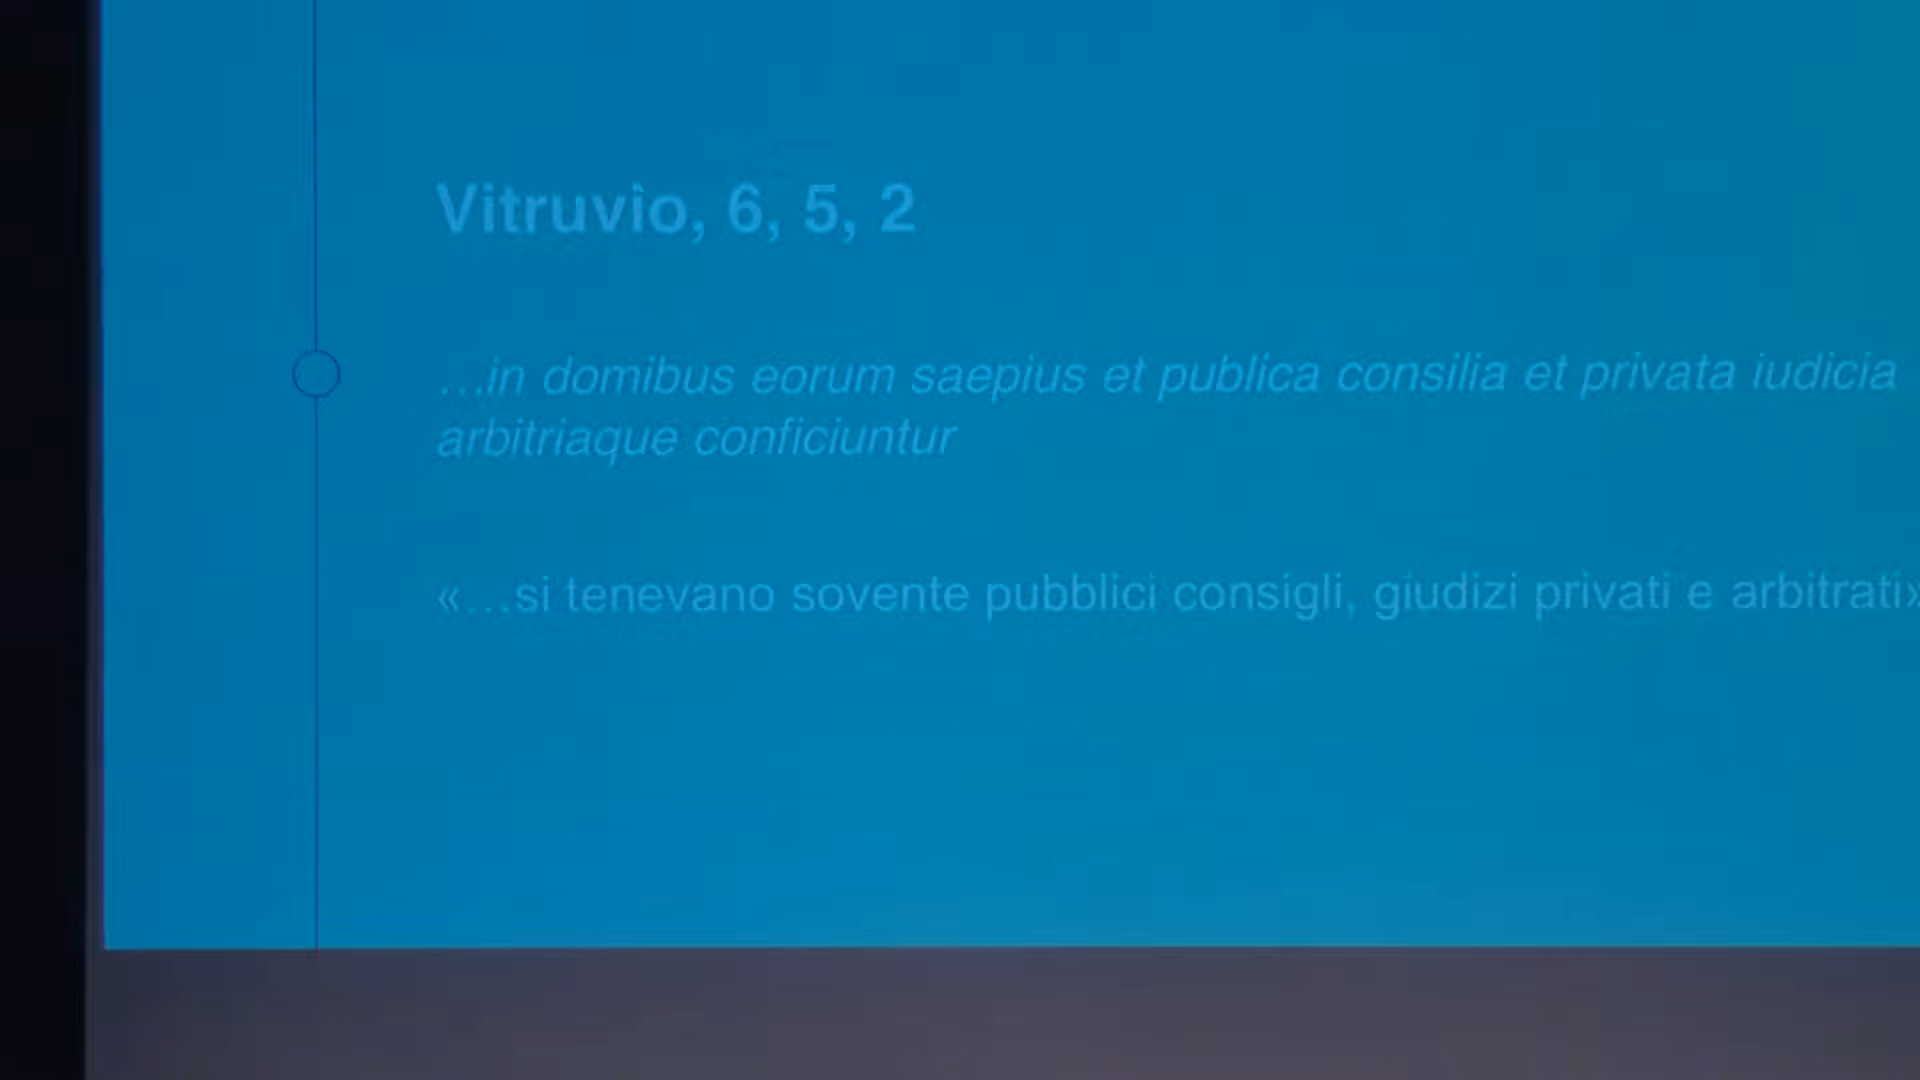 Vitruvio, 6, 5, 2
…in domibus eorum saepius et publica consilia et privata iudicia
arbitriaque conficiuntur
«…si tenevano sovente pubblici consigli, giudizi privati e arbitrati»